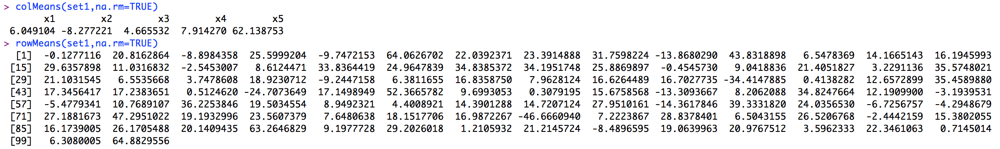 > colMeans(set1,na.rm=TRUE)
x1 x2 x3 x4 x5
6.049104 -8.277221 4.665532 7.914270 62.138753
> rowMeans(set1,na.rm=TRUE)
[1] -0.1277116 20.8162864 -8.8984358 25.5999204 -9.7472153 64.0626702 22.0392371 23.3914888 31.7598224 -13.8680290 43.8318898 6.5478369 14.1665143 16.1945993
[15] 29.6357898 11.0316832 -2.5453007 8.6124471 33.8364419 24.9647839 34.8385372 34.1951748 25.8869897 -0.4545730 9.0418836 21.4051827 3.2291136 35.5748021
[29] 21.1031545 6.5535668 3.7478608 18.9230712 -9.2447158 6.3811655 16.8358750 7.9628124 16.6264489 16.7027735 -34.4147885 0.4138282 12.6572899 35.4589880
[43] 17.3456417 17.2383651 0.5124620 -24.7073649 17.1498949 52.3665782 9.6993053 0.3079195 15.6758568 -13.3093667 8.2062088 34.8247664 12.1909900 -3.1939531
[57] -5.4779341 10.7689107 36.2253846 19.5034554 8.9492321 4.4008921 14.3901288 14.7207124 27.9510161 -14.3617846 39.3331820 24.0356530 -6.7256757 -4.2948679
[71] 27.1881673 47.2951022 19.1932996 23.5607379 7.6480638 18.1517706 16.9872267 -46.6660940 7.2223867 28.8378401 6.5043155 26.5206768 -2.4442159 15.3802055
[85] 16.1739005 26.1705488 20.1409435 63.2646829 9.1977728 29.2026018 1.2105932 21.2145724 -8.4896595 19.0639963 20.9767512 3.5962333 22.3461063 0.7145014
[99] 6.3080005 64.8829556